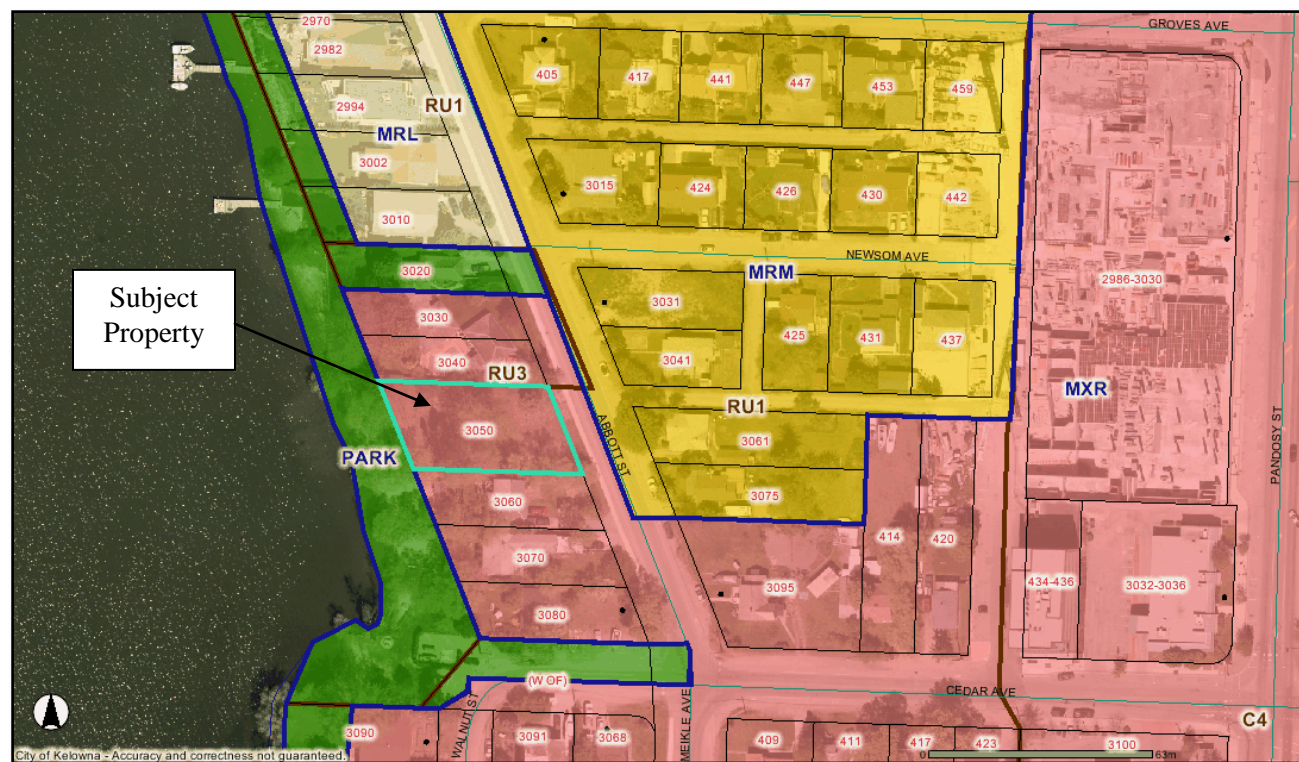 2970
2982
GROVES AVE
405
417
441
447
453
459
2994
RU1
MRL
3002
3015
424
426
430
442
3010
NEWSOM AVE
3020
MRM
2986-3030
Subject
Property
3031
3030
425
431
437
3041
3040
RU3
MXR
RU1
PANDOSY ST
3050
ABBOTT ST
3061
PARK
3075
3060
414
420
3070
434-436
3032-3036
3095
3080
(W OF)
CEDAR AVE
WALNUT ST
MEIKLE AVE
C4
3090
3091
3068
409
411
417
423
3100
0
63m
City of Kelowna - Accuracy and correctness not guaranteed.